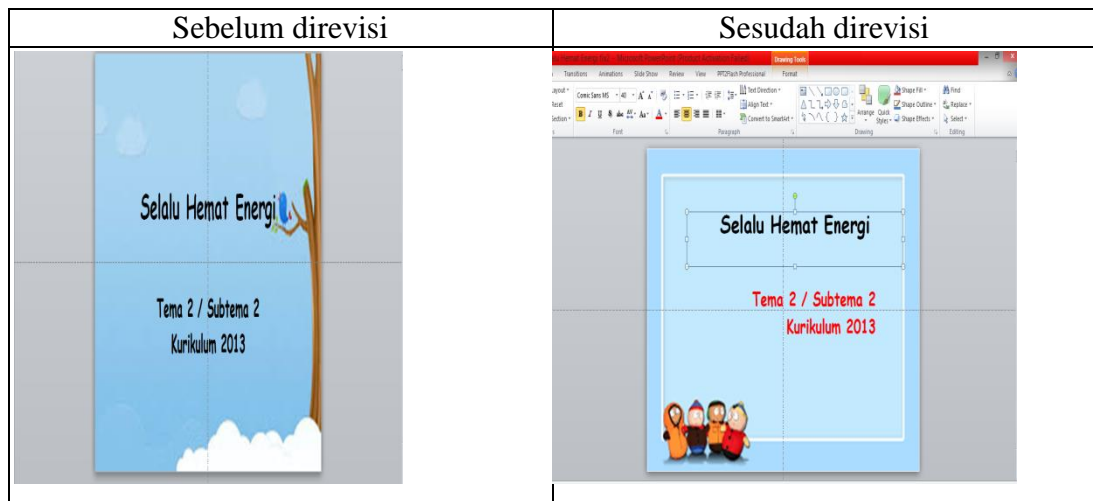 Sebelum direvisi
Sesudah direvisi
Selalu Hemat Energi
Tema 2 / Subtema 2
Kurikulum 2013
Drawing Tools
Transitions Animations Slide Show Review View PPT2Flash Professional Format
Comic Sans MS 40
Text Direction
Align Text
Convert to SmartArt
Arrange
Quick Styles
Shape Fill
Shape Outline
Shape Effects
Find
Replace
Select
Font Paragraph Drawing Editing
Selalu Hemat Energi
Tema 2 / Subtema 2
Kurikulum 2013